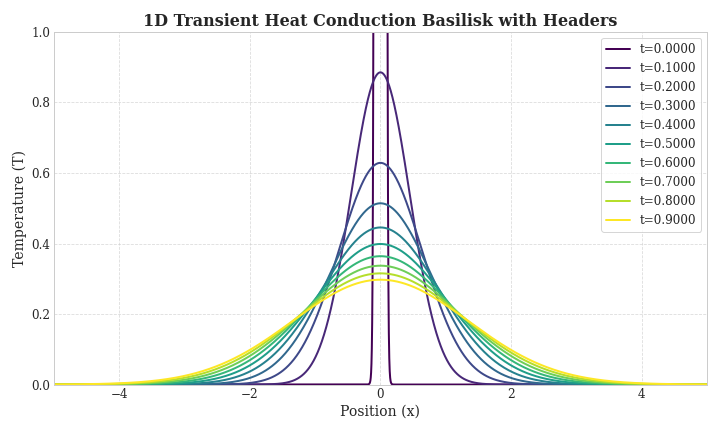 1D Transient Heat Conduction Basilisk with Headers
1.0
0.8
0.6
0.4
0.2
0.0
Temperature (T)
−4
−2
0
2
4
Position (x)
t=0.0000
t=0.1000
t=0.2000
t=0.3000
t=0.4000
t=0.5000
t=0.6000
t=0.7000
t=0.8000
t=0.9000